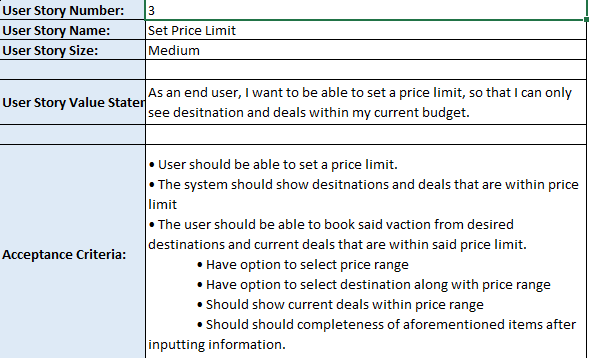 User Story Number: 3
User Story Name: Set Price Limit
User Story Size: Medium
As an end user, I want to be able to set a price limit, so that I can only
User Story Value Stater see desitnation and deals within my current budget.
• User should be able to set a price limit.
• The system should show desitnations and deals that are within price
limit
• The user should be able to book said vaction from desired
destinations and current deals that are within said price limit.
Acceptance Criteria:
• Have option to select price range
• Have option to select destination along with price range
• Should show current deals within price range
• Should should completeness of aforementioned items after
inputting information.